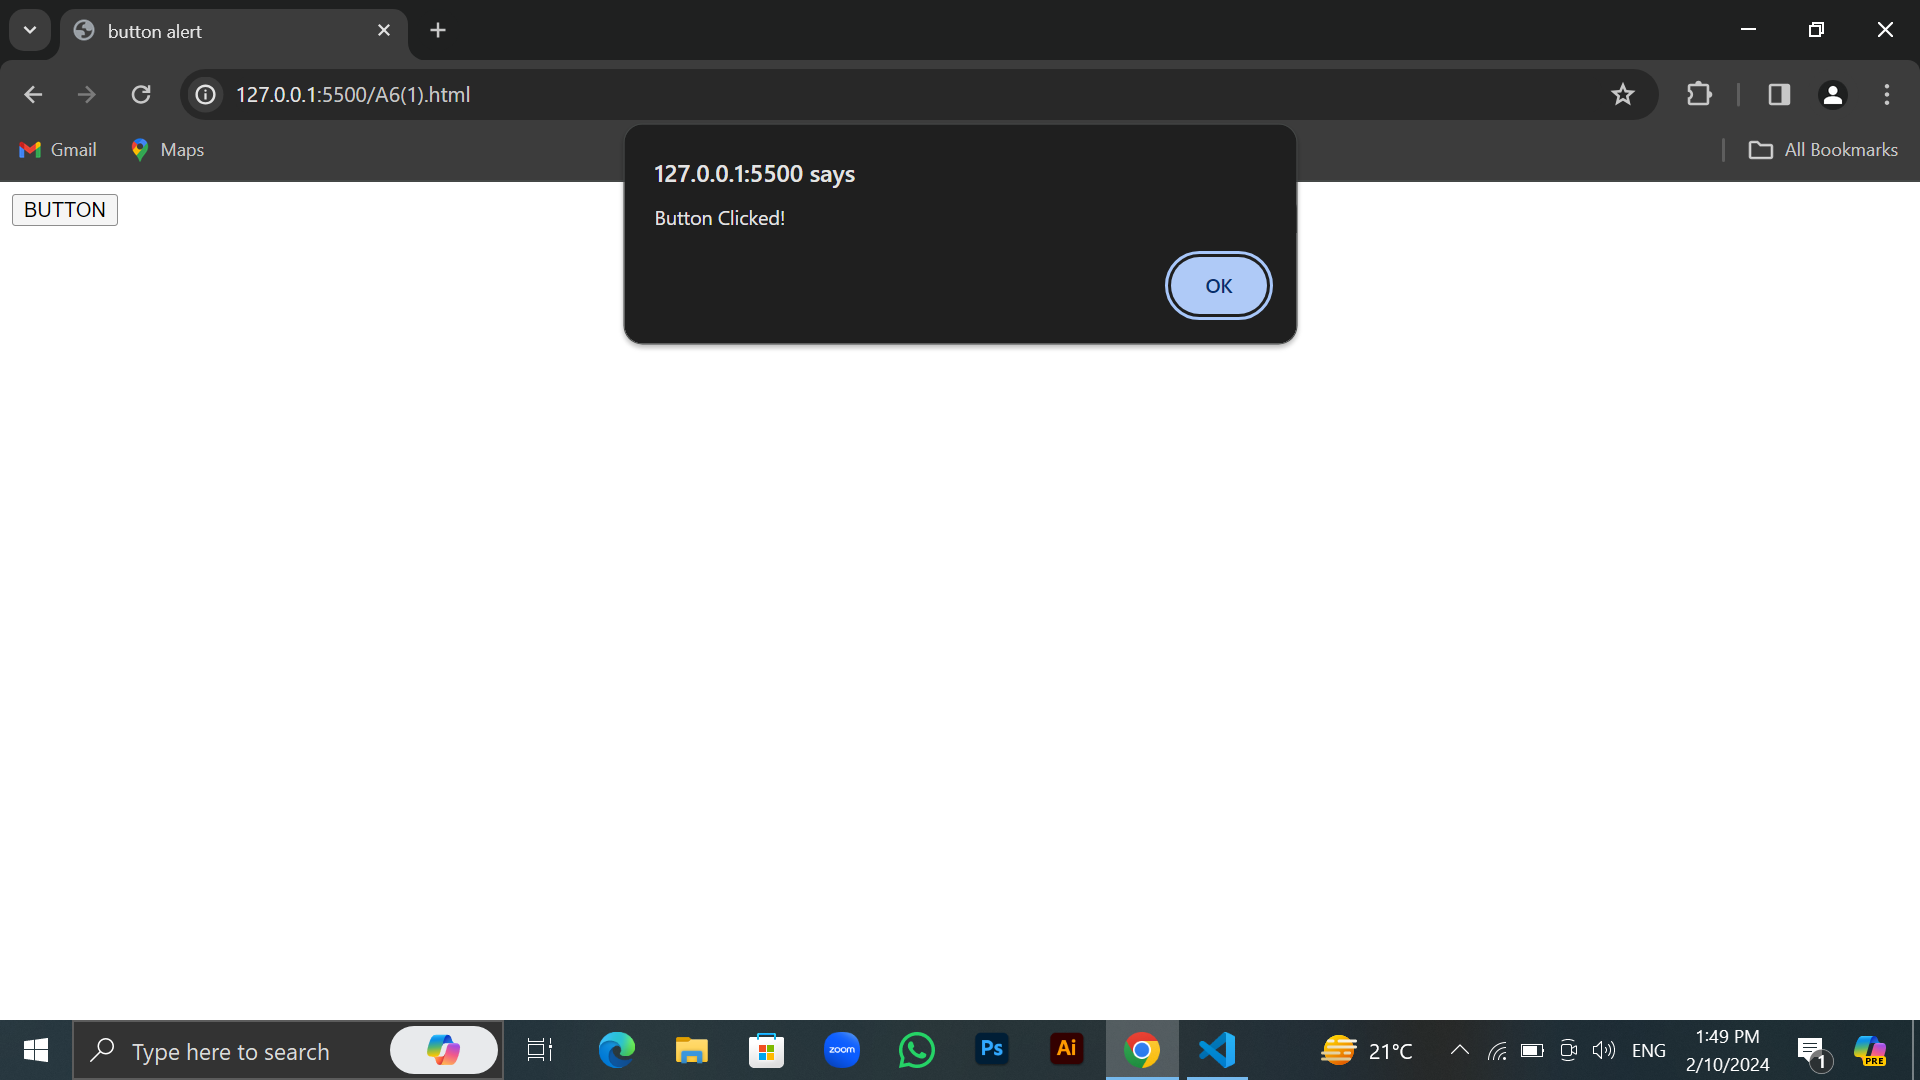 button alert
127.0.0.1:5500/A6(1).html
Gmail
Maps
All Bookmarks
127.0.0.1:5500 says
Button Clicked!
OK
BUTTON
Type here to search
zoom
Ps
Ai
21°C
ENG
1:49 PM
2/10/2024
1
PRE